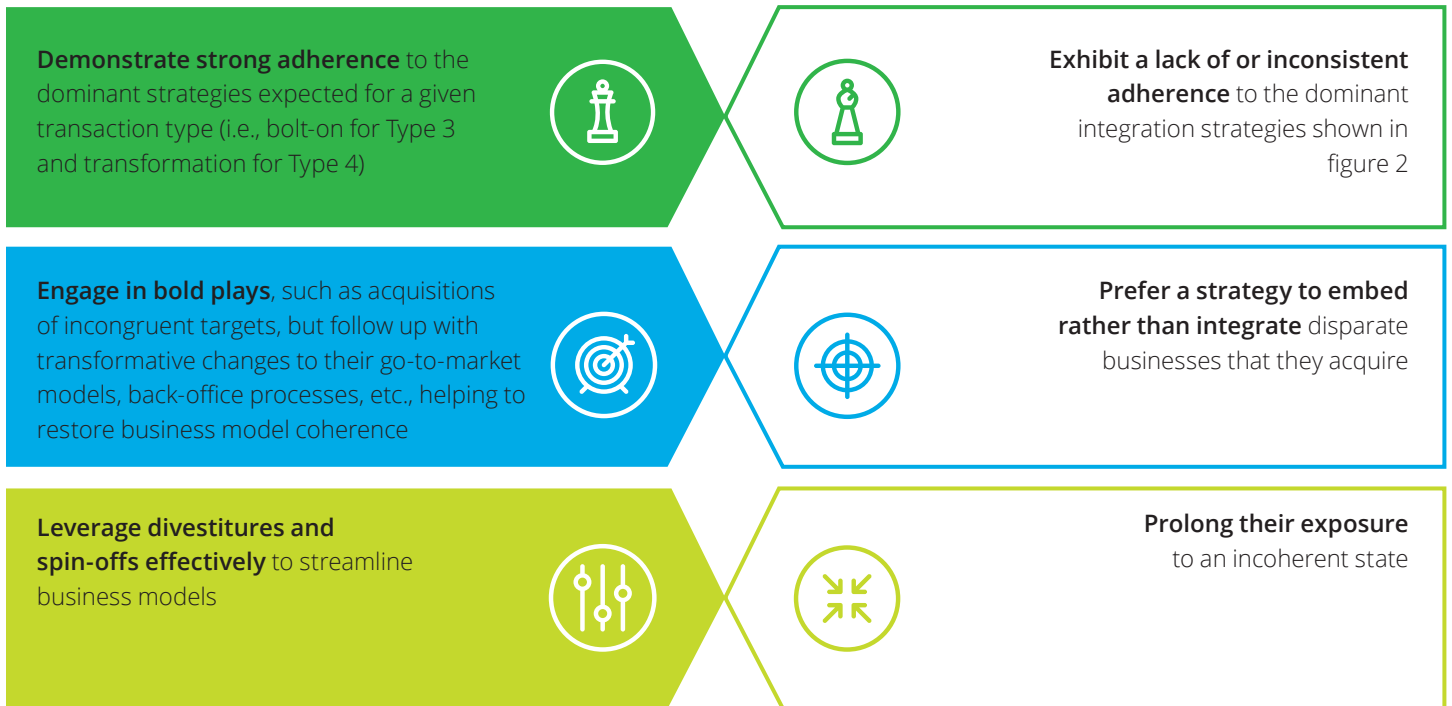 Demonstrate strong adherence to the
dominant strategies expected for a given
transaction type (i.e., bolt-on for Type 3
and transformation for Type 4)
Exhibit a lack of or inconsistent
adherence to the dominant
integration strategies shown in
figure 2
Engage in bold plays, such as acquisitions
of incongruent targets, but follow up with
transformative changes to their go-to-market
models, back-office processes, etc., helping to
restore business model coherence
Prefer a strategy to embed
rather than integrate disparate
businesses that they acquire
Leverage divestitures and
spin-offs effectively to streamline
business models
Prolong their exposure
to an incoherent state